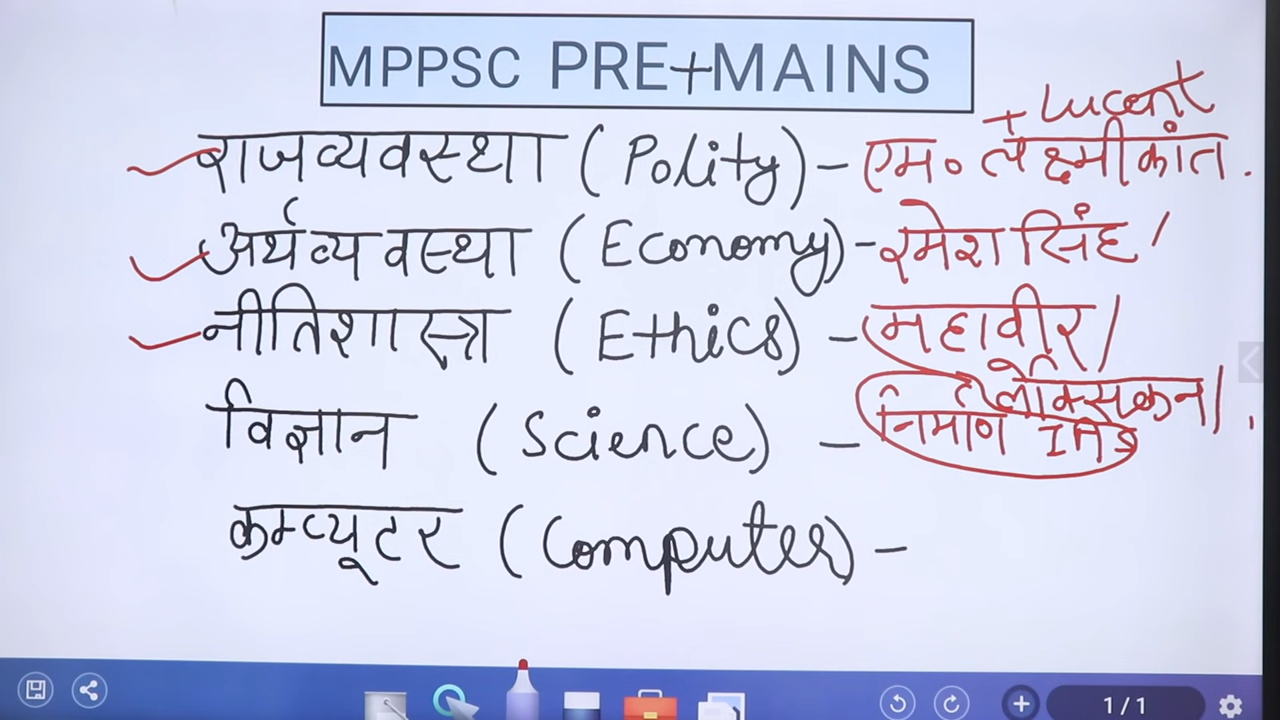 MPPSC PRE+MAINS
+ Lucent
राजव्यवस्था (Polity) - एम० लक्ष्मीकांत.
अर्थव्यवस्था (Economy) - रमेश सिंह /
नीतिशास्त्र (Ethics) - महावीर /
लेक्सिकन /
विज्ञान (Science) - निर्माण IAS
कम्प्यूटर (Computer) -
1/1